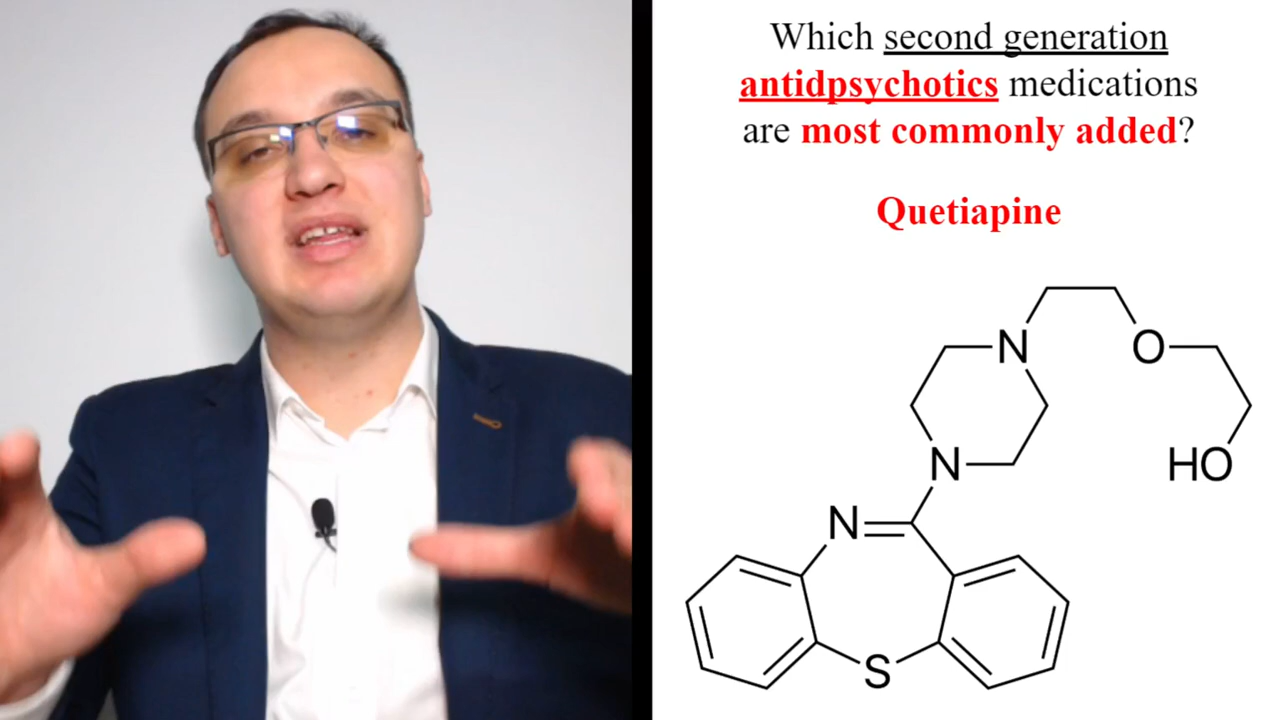 Which second generation
antidpsychotics medications
are most commonly added?
Quetiapine
N
O
N
HO
N
S